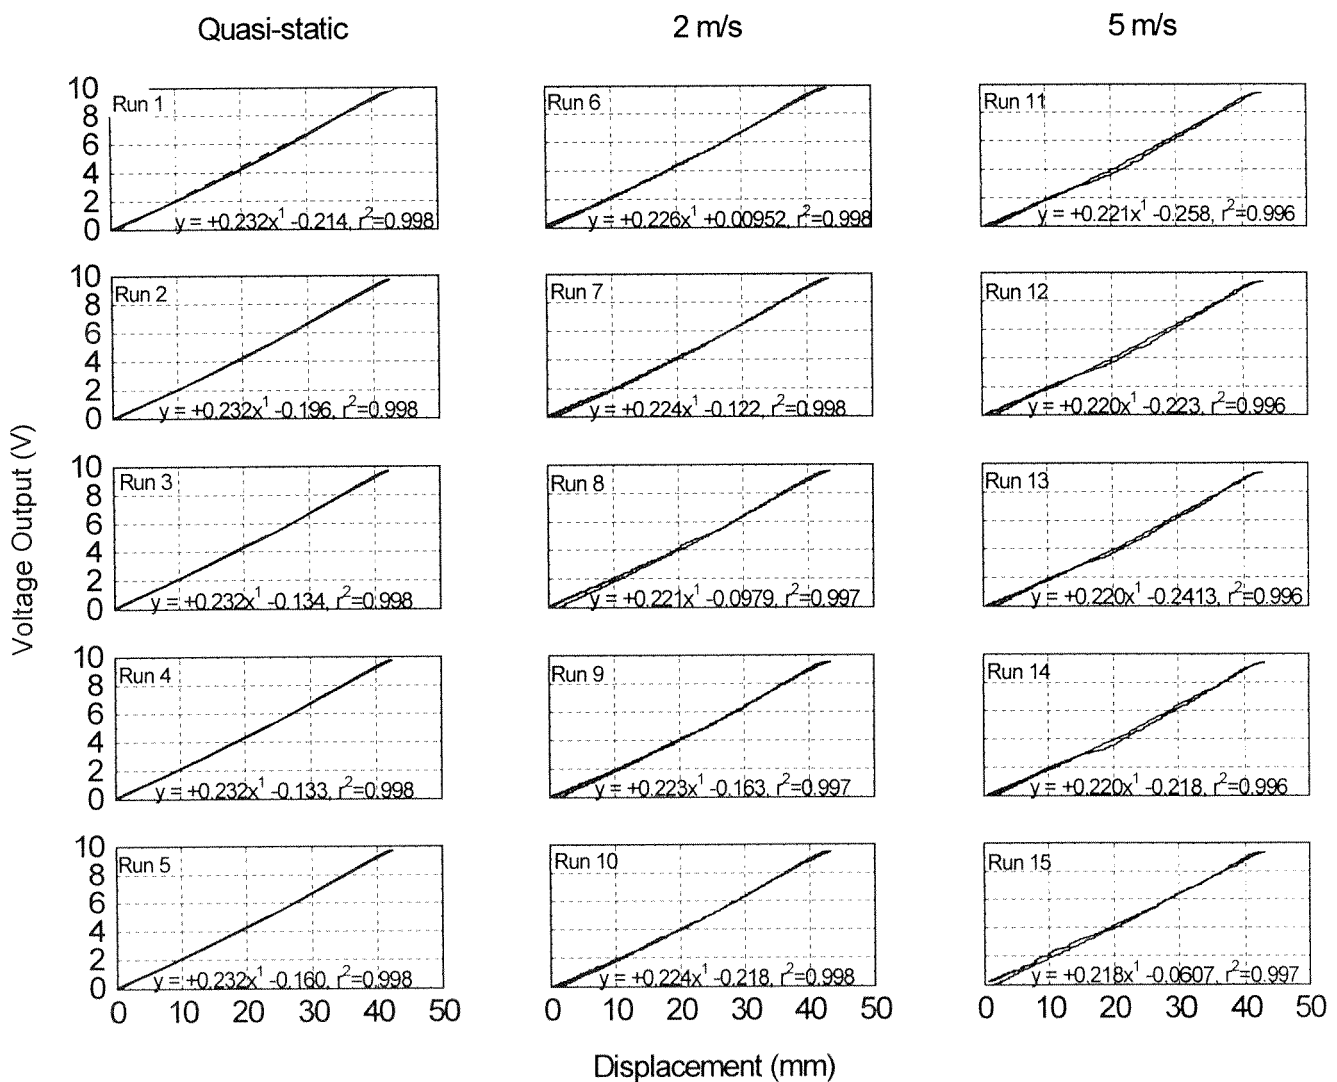 Quasi-static
2 m/s
5 m/s
Voltage Output (V)
10
8
6
4
2
0
Run 1
y = +0.232x¹ -0.214, r²=0.998
Run 6
y = +0.226x¹ +0.00952, r²=0.998
Run 11
y = +0.221x¹ -0.258, r²=0.996
10
8
6
4
2
0
Run 2
y = +0.232x¹ -0.196, r²=0.998
Run 7
y = +0.224x¹ -0.122, r²=0.998
Run 12
y = +0.220x¹ -0.223, r²=0.996
10
8
6
4
2
0
Run 3
y = +0.232x¹ -0.134, r²=0.998
Run 8
y = +0.221x¹ -0.0979, r²=0.997
Run 13
y = +0.220x¹ -0.2413, r²=0.996
10
8
6
4
2
0
Run 4
y = +0.232x¹ -0.133, r²=0.998
Run 9
y = +0.223x¹ -0.163, r²=0.997
Run 14
y = +0.220x¹ -0.218, r²=0.996
10
8
6
4
2
0
Run 5
y = +0.232x¹ -0.160, r²=0.998
Run 10
y = +0.224x¹ -0.218, r²=0.998
Run 15
y = +0.218x¹ -0.0607, r²=0.997
0 10 20 30 40 50
0 10 20 30 40 50
0 10 20 30 40 50
Displacement (mm)